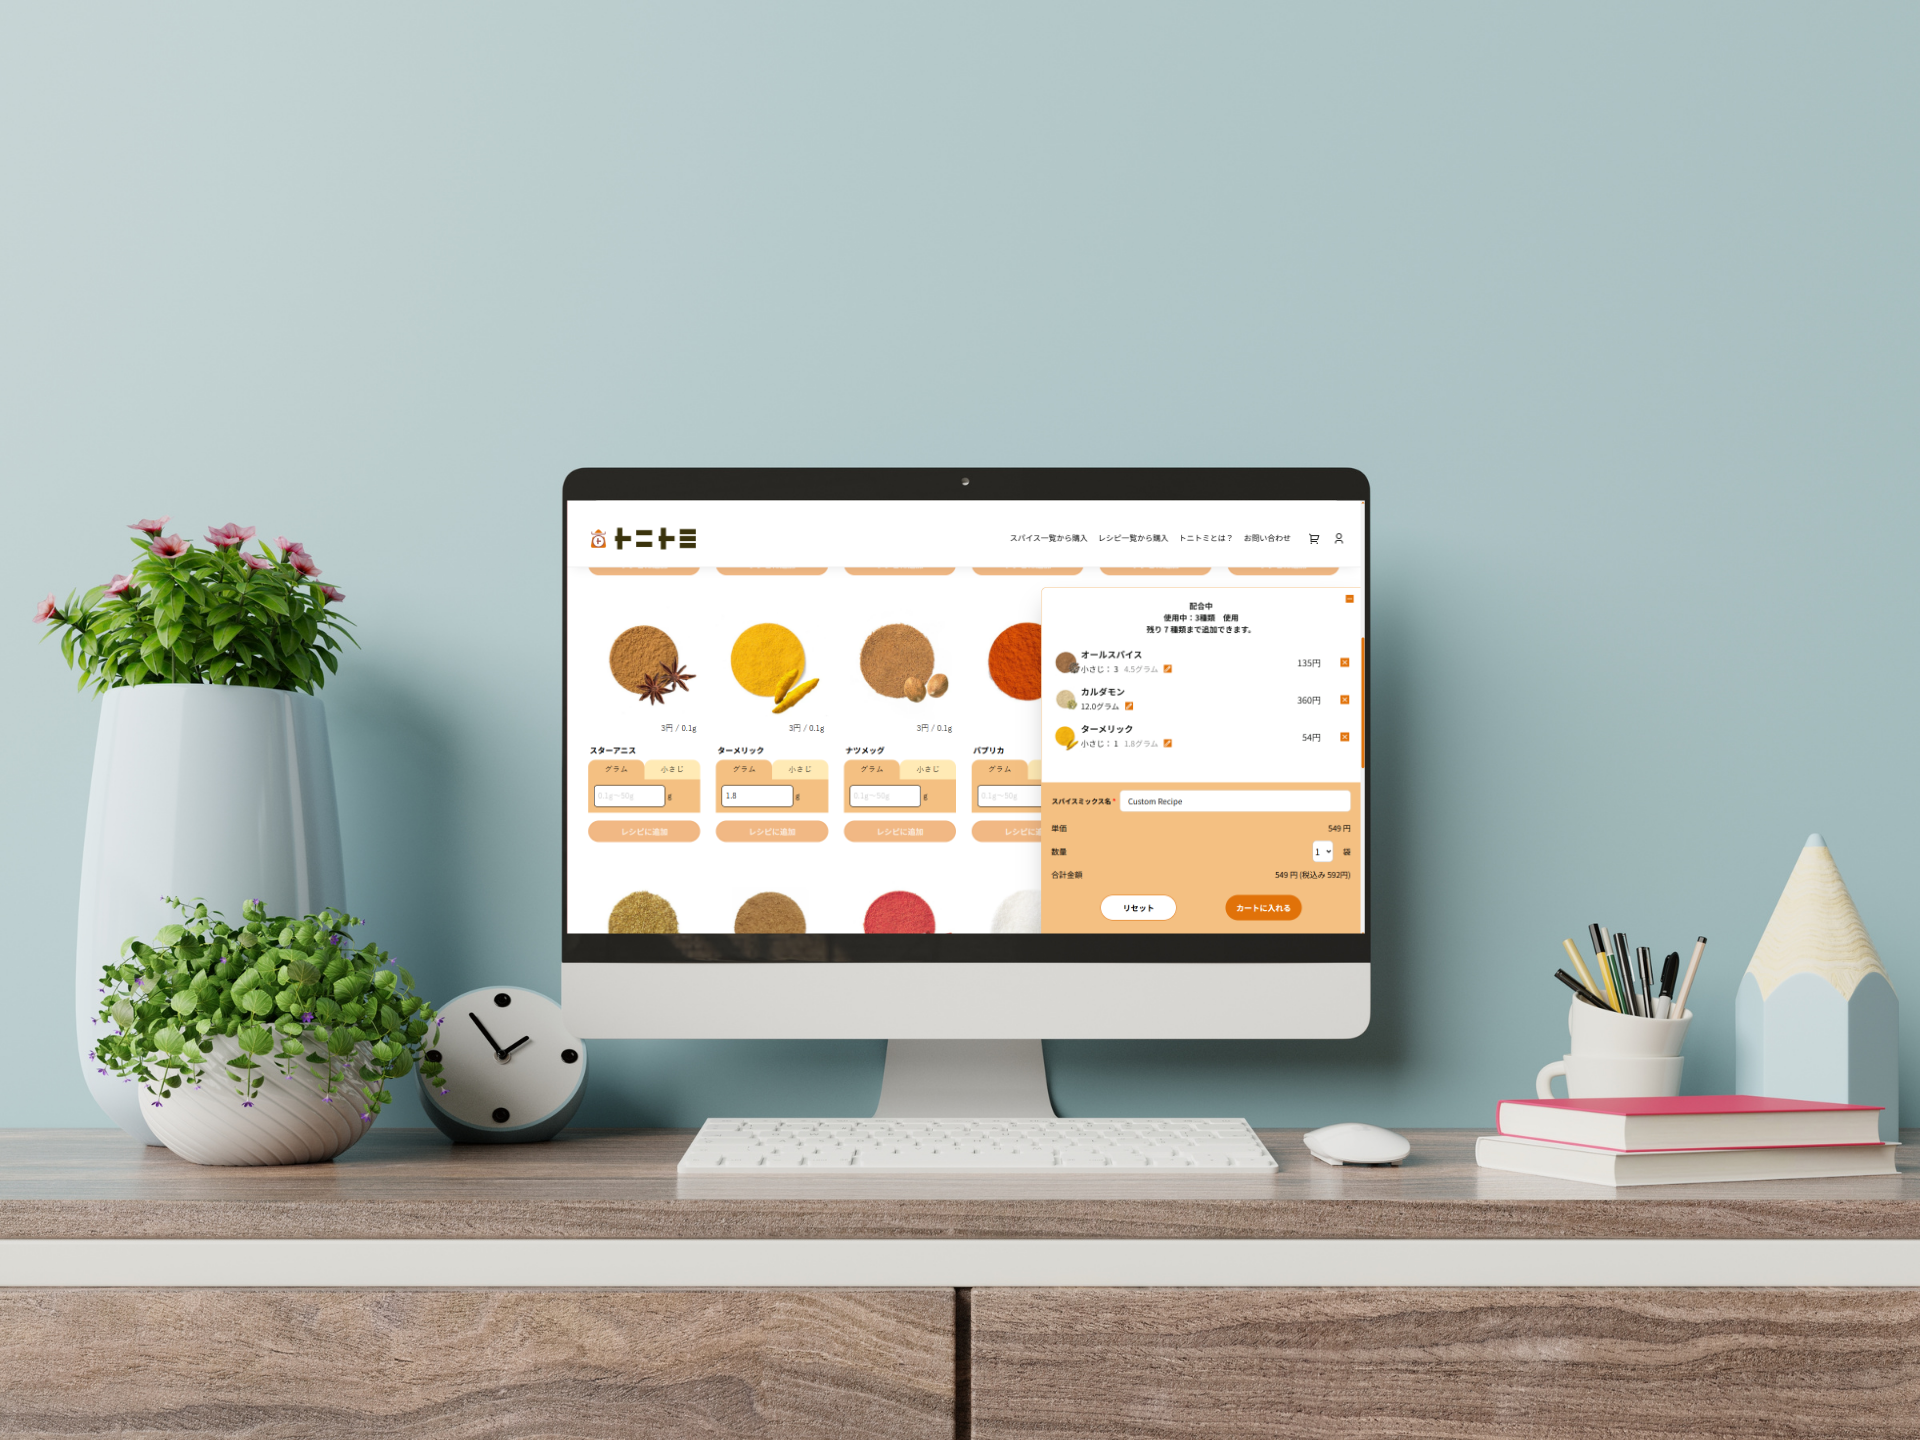 トニトミ
スパイス一覧から購入 レシピ一覧から購入 トニトミとは？ お問い合わせ
3円 / 0.1g 3円 / 0.1g 3円 / 0.1g
スターアニス ターメリック ナツメッグ パプリカ
グラム 小さじ グラム 小さじ グラム 小さじ グラム
0.1g〜50g g 1.8 g 0.1g〜50g g 0.1g〜50g
レシピに追加 レシピに追加 レシピに追加 レシピに追
配合中
使用中：3種類 使用
残り 7 種類まで追加できます。
オールスパイス
小さじ： 3 4.5グラム 135円
カルダモン
12.0グラム 360円
ターメリック
小さじ： 1 1.8グラム 54円
スパイスミックス名 * Custom Recipe
単価 549 円
数量 1 袋
合計金額 549 円 (税込み 592円)
リセット カートに入れる